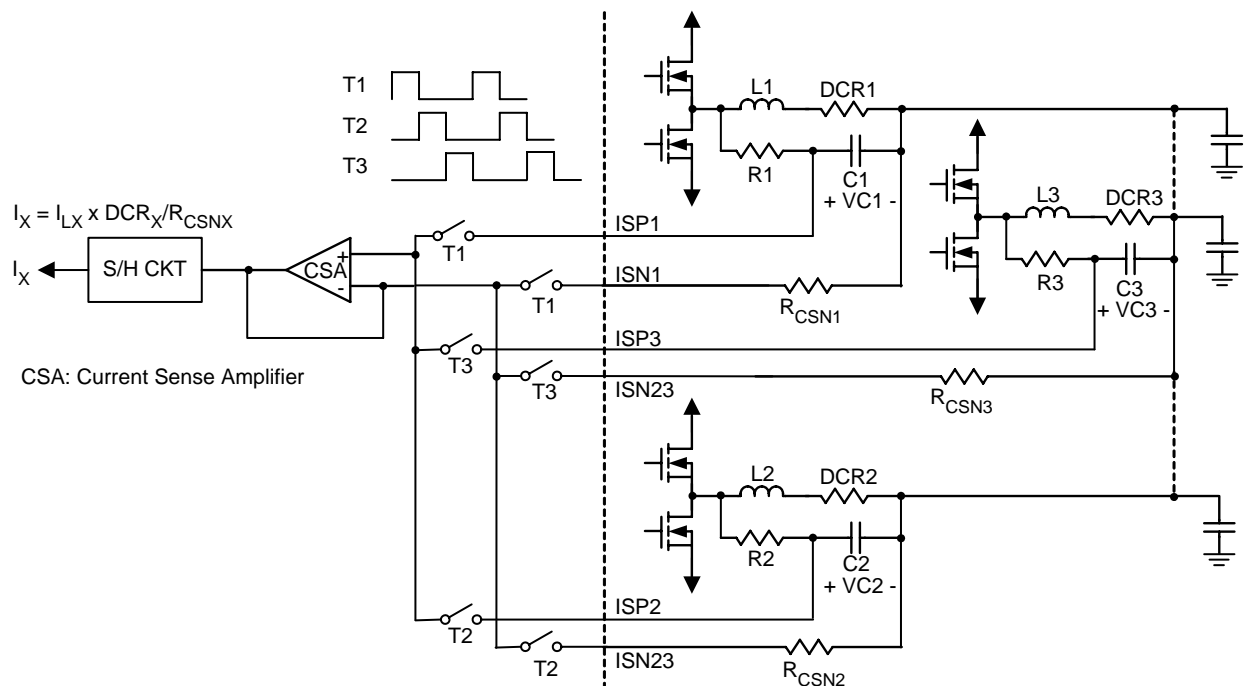 T1
T2
T3
L1
DCR1
R1
C1
+ VC1 -
L3
DCR3
R3
C3
+ VC3 -
I_X = I_LX x DCR_X/R_CSNX
I_X
S/H CKT
CSA
+
-
T1
ISP1
T1
ISN1
R_CSN1
T3
ISP3
CSA: Current Sense Amplifier
T3
ISN23
R_CSN3
L2
DCR2
R2
C2
+ VC2 -
T2
ISP2
T2
ISN23
R_CSN2